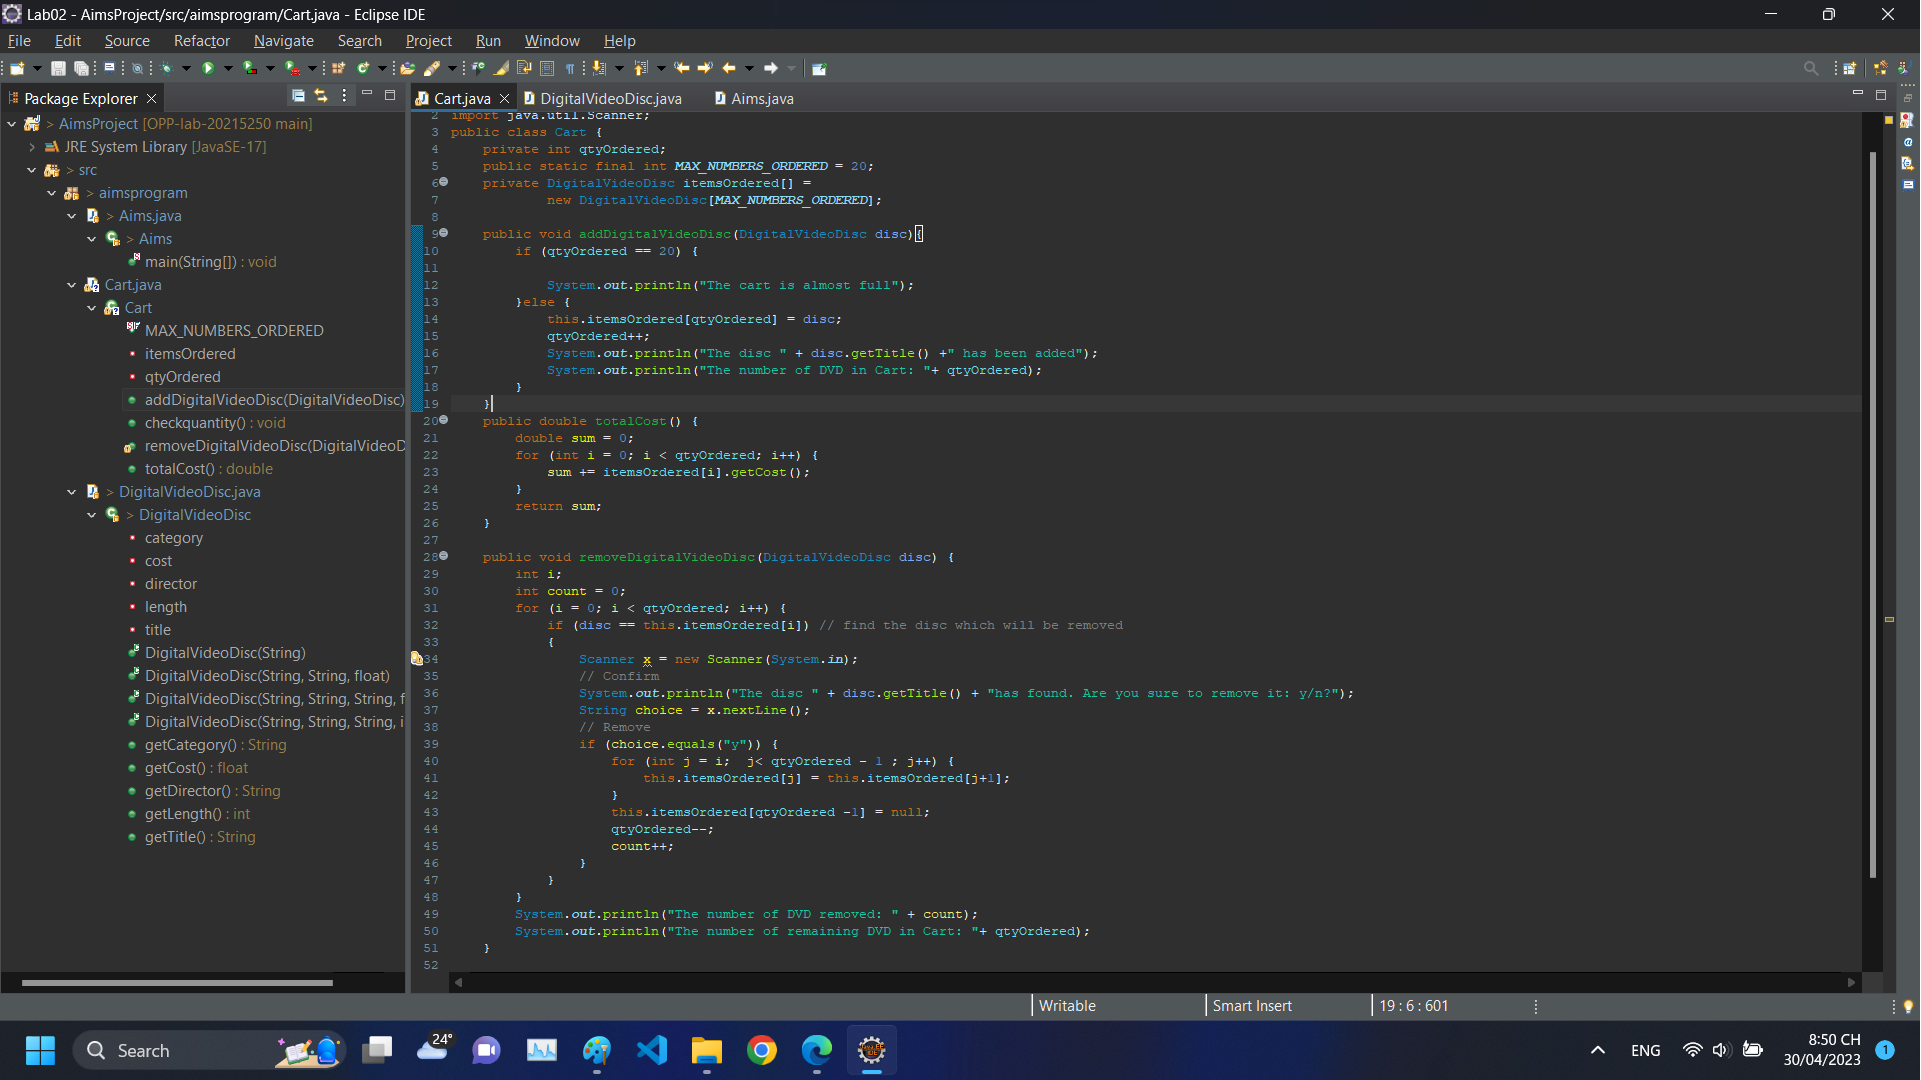 Lab02 - AimsProject/src/aimsprogram/Cart.java - Eclipse IDE
File Edit Source Refactor Navigate Search Project Run Window Help
Package Explorer
> AimsProject [OPP-lab-20215250 main]
JRE System Library [JavaSE-17]
> src
> aimsprogram
> Aims.java
> Aims
main(String[]) : void
Cart.java
Cart
MAX_NUMBERS_ORDERED
itemsOrdered
qtyOrdered
addDigitalVideoDisc(DigitalVideoDisc)
checkquantity() : void
removeDigitalVideoDisc(DigitalVideoD
totalCost() : double
> DigitalVideoDisc.java
> DigitalVideoDisc
category
cost
director
length
title
DigitalVideoDisc(String)
DigitalVideoDisc(String, String, float)
DigitalVideoDisc(String, String, String, f
DigitalVideoDisc(String, String, String, i
getCategory() : String
getCost() : float
getDirector() : String
getLength() : int
getTitle() : String
Cart.java DigitalVideoDisc.java Aims.java
2 import java.util.Scanner;
3 public class Cart {
4 private int qtyOrdered;
5 public static final int MAX_NUMBERS_ORDERED = 20;
6 private DigitalVideoDisc itemsOrdered[] =
7 new DigitalVideoDisc[MAX_NUMBERS_ORDERED];
8
9 public void addDigitalVideoDisc(DigitalVideoDisc disc){
10 if (qtyOrdered == 20) {
11
12 System.out.println("The cart is almost full");
13 }else {
14 this.itemsOrdered[qtyOrdered] = disc;
15 qtyOrdered++;
16 System.out.println("The disc " + disc.getTitle() +" has been added");
17 System.out.println("The number of DVD in Cart: "+ qtyOrdered);
18 }
19 }
20 public double totalCost() {
21 double sum = 0;
22 for (int i = 0; i < qtyOrdered; i++) {
23 sum += itemsOrdered[i].getCost();
24 }
25 return sum;
26 }
27
28 public void removeDigitalVideoDisc(DigitalVideoDisc disc) {
29 int i;
30 int count = 0;
31 for (i = 0; i < qtyOrdered; i++) {
32 if (disc == this.itemsOrdered[i]) // find the disc which will be removed
33 {
34 Scanner x = new Scanner(System.in);
35 // Confirm
36 System.out.println("The disc " + disc.getTitle() + "has found. Are you sure to remove it: y/n?");
37 String choice = x.nextLine();
38 // Remove
39 if (choice.equals("y")) {
40 for (int j = i;  j< qtyOrdered - 1 ; j++) {
41 this.itemsOrdered[j] = this.itemsOrdered[j+1];
42 }
43 this.itemsOrdered[qtyOrdered -1] = null;
44 qtyOrdered--;
45 count++;
46 }
47 }
48 }
49 System.out.println("The number of DVD removed: " + count);
50 System.out.println("The number of remaining DVD in Cart: "+ qtyOrdered);
51 }
52
Writable Smart Insert 19 : 6 : 601
Search 24° ENG 8:50 CH
30/04/2023 1